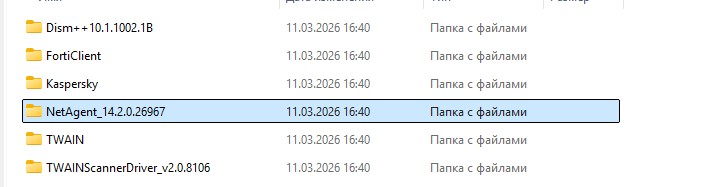 Dism++10.1.1002.1B 11.03.2026 16:40 Папка с файлами
FortiClient 11.03.2026 16:40 Папка с файлами
Kaspersky 11.03.2026 16:40 Папка с файлами
NetAgent_14.2.0.26967 11.03.2026 16:40 Папка с файлами
TWAIN 11.03.2026 16:40 Папка с файлами
TWAINScannerDriver_v2.0.8106 11.03.2026 16:40 Папка с файлами